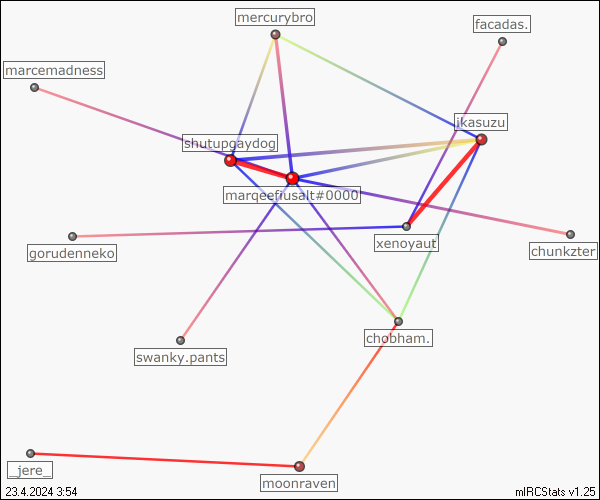 mercurybro
facadas.
marcemadness
ikasuzu
shutupgaydog
marqeefiusalt#0000
xenoyaut
gorudenneko
chunkzter
chobham.
swanky.pants
_jere_
moonraven
23.4.2024 3:54
mIRCStats v1.25